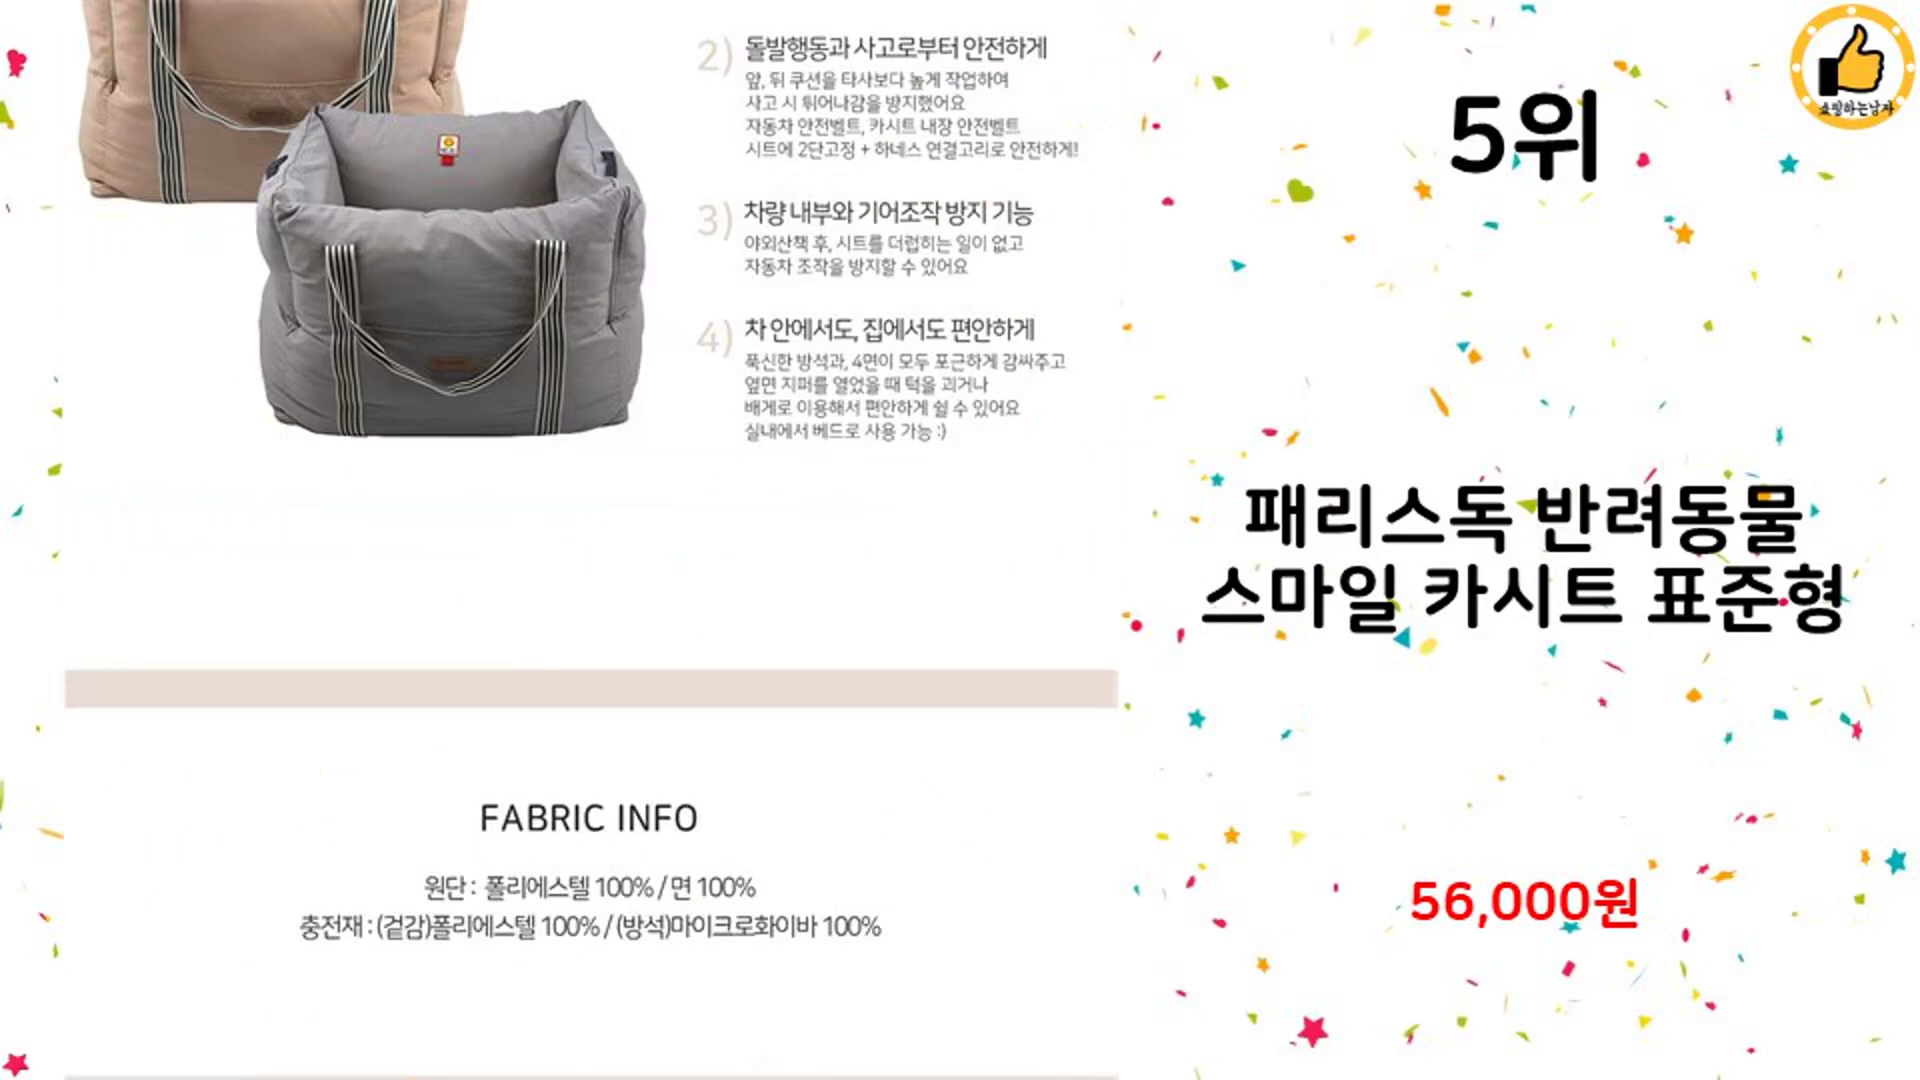 2) 돌발행동과 사고로부터 안전하게
앞, 뒤 쿠션을 타사보다 높게 작업하여
사고 시 튀어나감을 방지했어요
자동차 안전벨트, 카시트 내장 안전벨트
시트에 2단고정 + 하네스 연결고리로 안전하게!
3) 차량 내부와 기어조작 방지 기능
야외산책 후, 시트를 더럽히는 일이 없고
자동차 조작을 방지할 수 있어요
4) 차 안에서도, 집에서도 편안하게
푹신한 방석과, 4면이 모두 포근하게 감싸주고
옆면 지퍼를 열었을 때 턱을 괴거나
배게로 이용해서 편안하게 쉴 수 있어요
실내에서 베드로 사용 가능 :)
FABRIC INFO
원단 : 폴리에스텔 100% / 면 100%
충전재 : (겉감)폴리에스텔 100% / (방석)마이크로화이바 100%
쇼핑하는남자
5위
패리스독 반려동물
스마일 카시트 표준형
56,000원